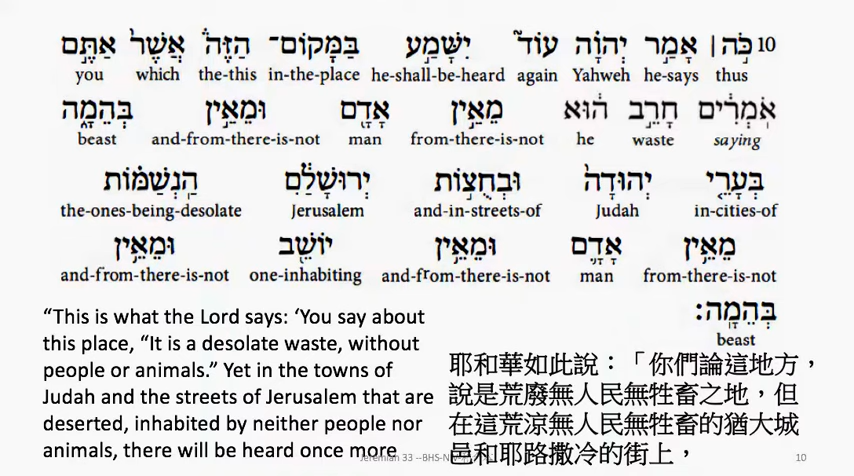 10 כֹּ֣ה ׀ אָמַ֣ר יְהוָ֗ה עוֹד֮ יִשָּׁמַ֣ע בַּמָּקוֹם־ הַזֶּה֒ אֲשֶׁר֙ אַתֶּ֣ם
you which the-this in-the-place he-shall-be-heard again Yahweh he-says thus
אֹֽמְרִ֔ים חָרֵ֣ב ה֔וּא מֵאֵ֥ין אָדָ֖ם וּמֵאֵ֣ין בְּהֵמָ֑ה
beast and-from-there-is-not man from-there-is-not he waste saying
בְּעָרֵ֤י יְהוּדָה֙ וּבְחֻצ֣וֹת יְרוּשָׁלִַ֔ם הַֽנְשַׁמּ֗וֹת
the-ones-being-desolate Jerusalem and-in-streets-of Judah in-cities-of
מֵאֵ֥ין אָדָ֛ם וּמֵאֵ֥ין יוֹשֵׁ֖ב וּמֵאֵ֥ין
and-from-there-is-not one-inhabiting and-from-there-is-not man from-there-is-not
בְּהֵמָֽה׃
beast
“This is what the Lord says: ‘You say about
this place, “It is a desolate waste, without
people or animals.” Yet in the towns of
Judah and the streets of Jerusalem that are
deserted, inhabited by neither people nor
animals, there will be heard once more
耶和華如此說：「你們論這地方，
說是荒廢無人民無牲畜之地，但
在這荒涼無人民無牲畜的猶大城
邑和耶路撒冷的街上，
33 --BHS-
10